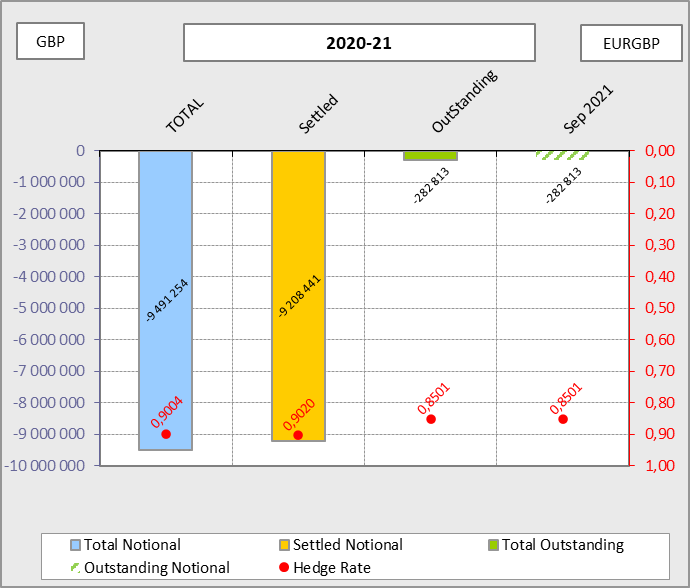 GBP
2020-21
EURGBP
TOTAL
Settled
OutStanding
Sep 2021
0
-1 000 000
-2 000 000
-3 000 000
-4 000 000
-5 000 000
-6 000 000
-7 000 000
-8 000 000
-9 000 000
-10 000 000
-9 491 254
-9 208 441
-282 813
-282 813
0,9004
0,9020
0,8501
0,8501
0,00
0,10
0,20
0,30
0,40
0,50
0,60
0,70
0,80
0,90
1,00
Total Notional
Settled Notional
Total Outstanding
Outstanding Notional
Hedge Rate